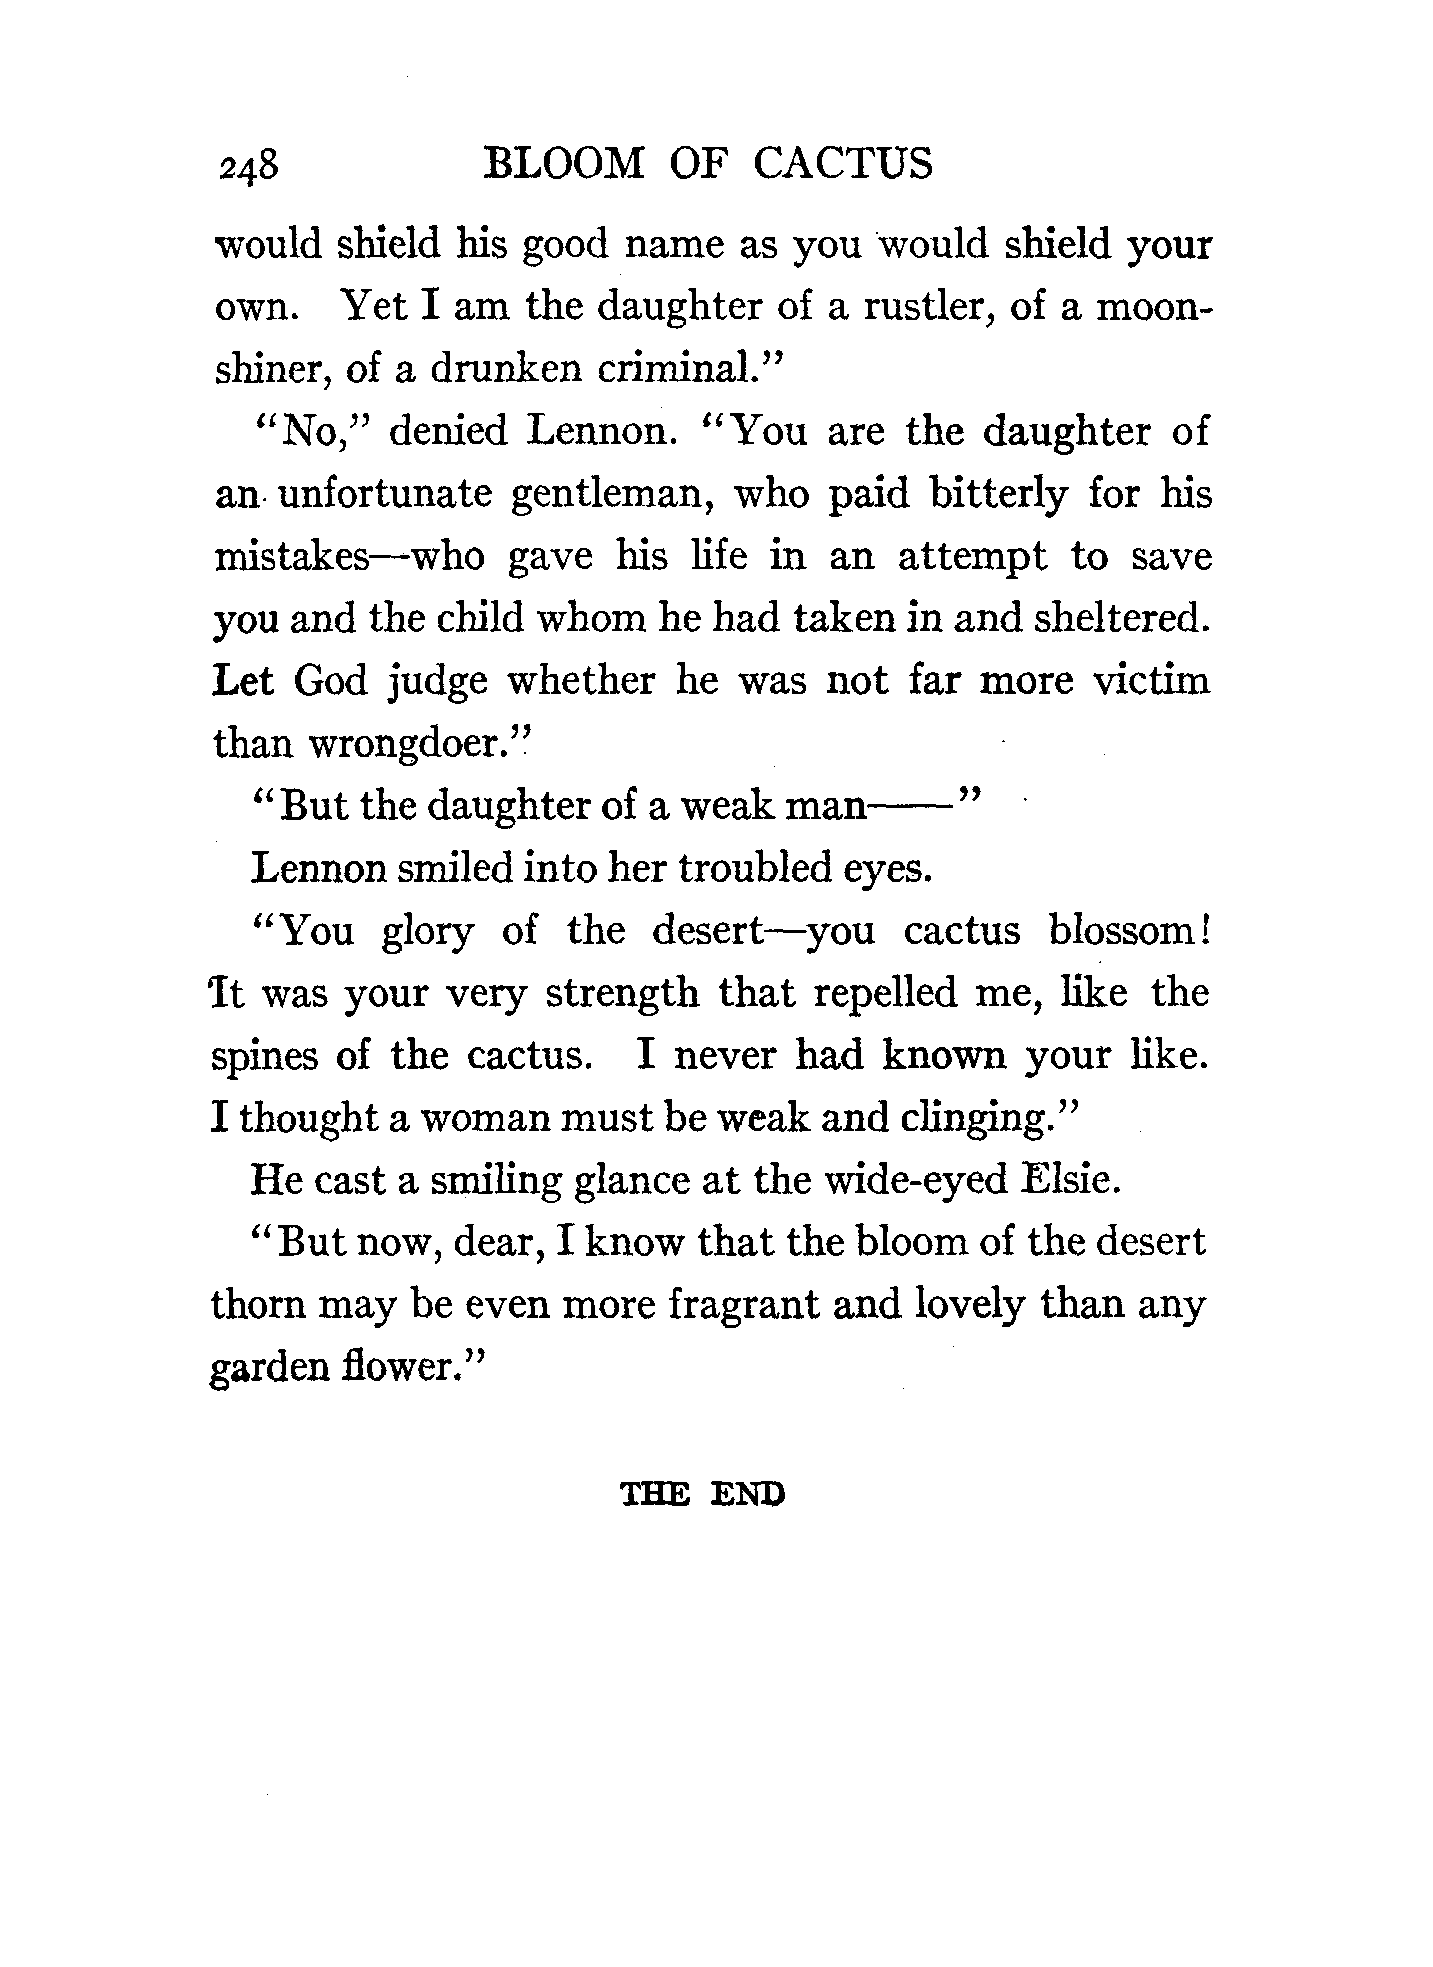 248 BLOOM OF CACTUS
would shield his good name as you would shield your
own. Yet I am the daughter of a rustler, of a moon-
shiner, of a drunken criminal.”
“No,” denied Lennon. “You are the daughter of
an unfortunate gentleman, who paid bitterly for his
mistakes—who gave his life in an attempt to save
you and the child whom he had taken in and sheltered.
Let God judge whether he was not far more victim
than wrongdoer.”
“But the daughter of a weak man——”
Lennon smiled into her troubled eyes.
“You glory of the desert—you cactus blossom!
It was your very strength that repelled me, like the
spines of the cactus. I never had known your like.
I thought a woman must be weak and clinging.”
He cast a smiling glance at the wide-eyed Elsie.
“But now, dear, I know that the bloom of the desert
thorn may be even more fragrant and lovely than any
garden flower.”
THE END